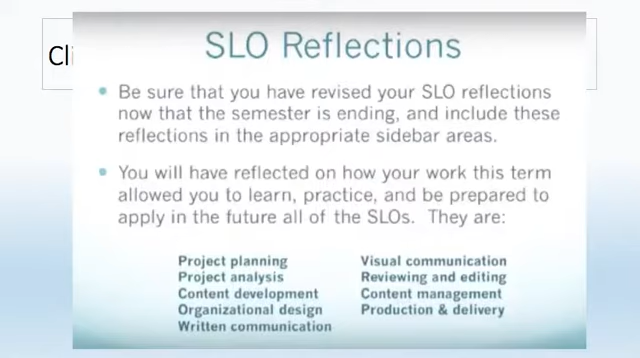 Cli
SLO Reflections
Be sure that you have revised your SLO reflections
now that the semester is ending, and include these
reflections in the appropriate sidebar areas.
You will have reflected on how your work this term
allowed you to learn, practice, and be prepared to
apply in the future all of the SLOs. They are:
Project planning
Project analysis
Content development
Organizational design
Written communication
Visual communication
Reviewing and editing
Content management
Production & delivery